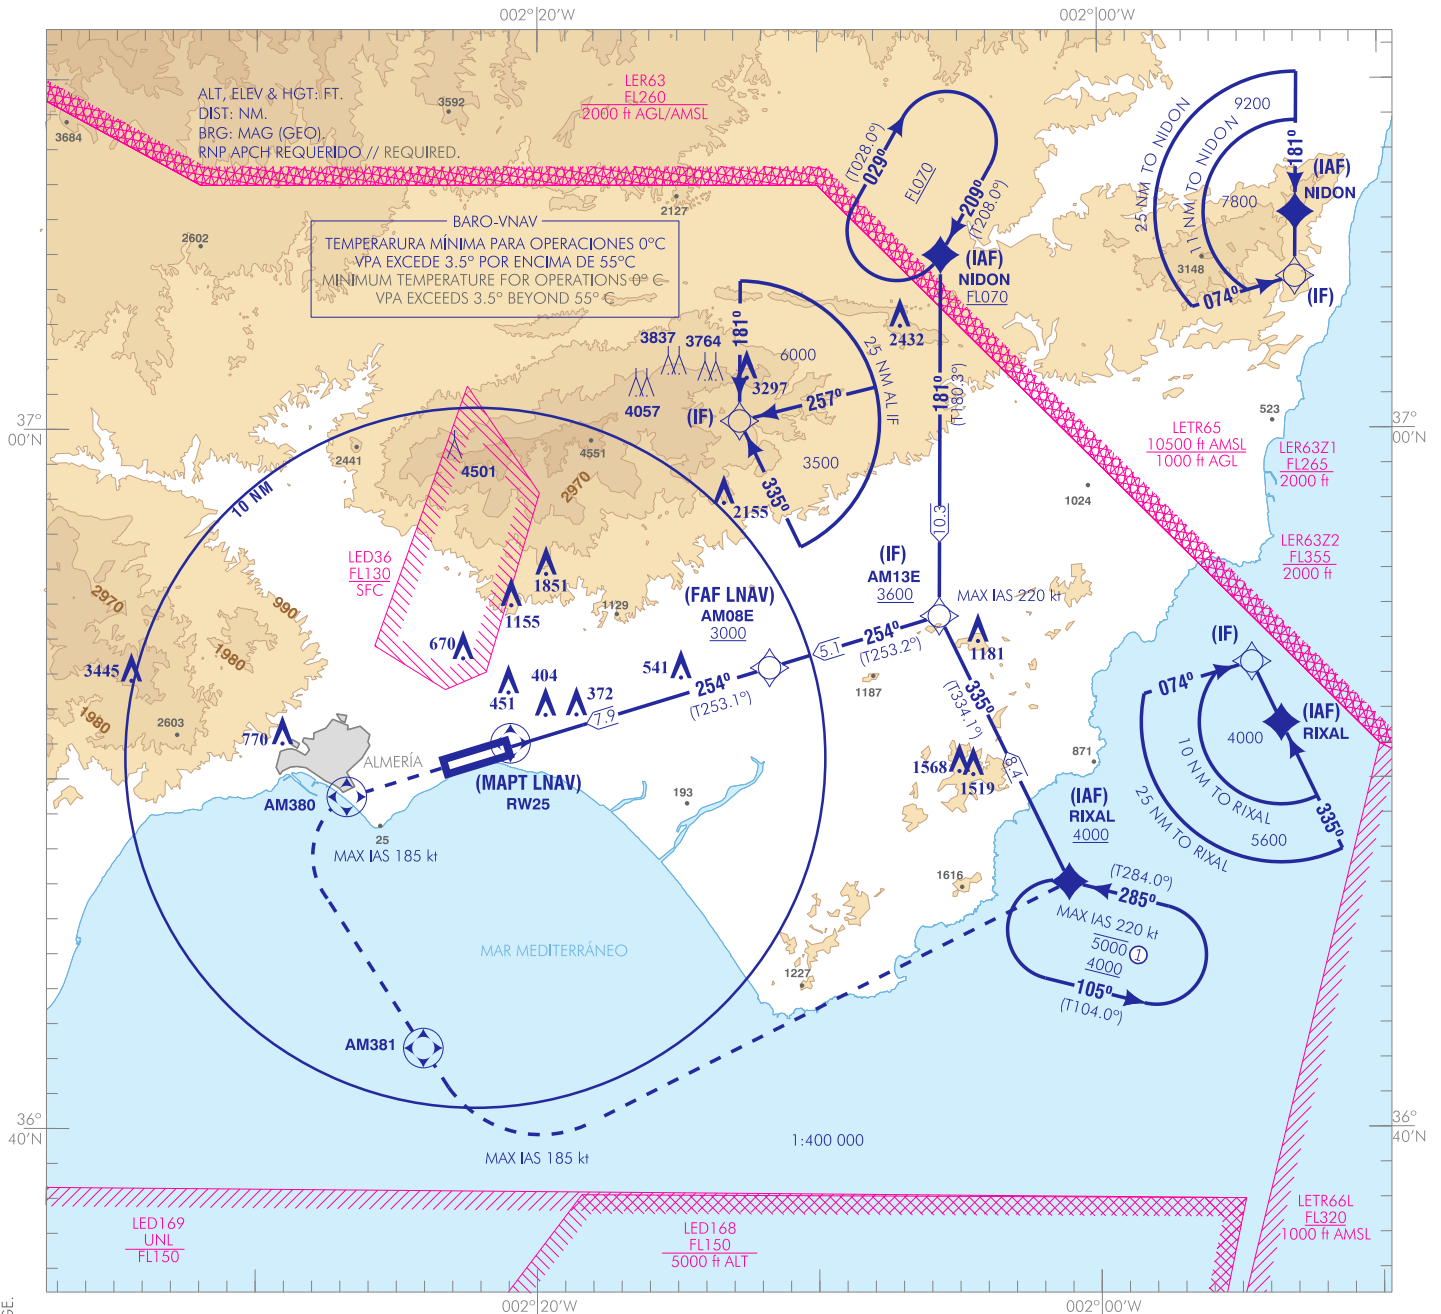 002°20'W
002°00'W
ALT, ELEV & HGT: FT.
DIST: NM.
BRG: MAG (GEO).
RNP APCH REQUERIDO // REQUIRED.
3684
3592
LER63
FL260
2000 ft AGL/AMSL
2127
2602
BARO-VNAV
TEMPERARURA MÍNIMA PARA OPERACIONES 0°C
VPA EXCEDE 3.5° POR ENCIMA DE 55°C
MINIMUM TEMPERATURE FOR OPERATIONS 0° C
VPA EXCEEDS 3.5° BEYOND 55° C
(T028.0°)
029°
FL070
209°
(T208.0°)
(IAF)
NIDON
FL070
25 NM TO NIDON
9200
11 NM TO NIDON
7800
181°
(IAF)
NIDON
3148
074°
(IF)
2432
3837
3764
4057
181°
6000
3297
(IF)
257°
25 NM AL IF
3500
335°
2155
181°
(T180.3°)
10.3
523
LETR65
10500 ft AMSL
1000 ft AGL
LER63Z1
FL265
2000 ft
1024
LER63Z2
FL355
2000 ft
37°
00'N
37°
00'N
2441
4501
4551
2970
10 NM
LED36
FL130
SFC
1851
1155
1129
670
2970
990
1980
1980
3445
2603
770
451
404
372
541
(FAF LNAV)
AM08E
3000
(IF)
AM13E
3600
MAX IAS 220 kt
254°
(T253.2°)
5.1
1181
1187
254°
(T253.1°)
7.9
335°
(T334.1°)
8.4
1568
1519
871
(IF)
074°
(IAF)
RIXAL
4000
10 NM TO RIXAL
25 NM TO RIXAL
5600
335°
ALMERÍA
(MAPT LNAV)
RW25
AM380
25
193
MAX IAS 185 kt
(IAF)
RIXAL
4000
1616
(T284.0°)
285°
MAX IAS 220 kt
5000 1
4000
105°
(T104.0°)
MAR MEDITERRÁNEO
1227
AM381
MAX IAS 185 kt
1:400 000
36°
40'N
36°
40'N
LED169
UNL
FL150
LED168
FL150
5000 ft ALT
LETR66L
FL320
1000 ft AMSL
002°20'W
002°00'W